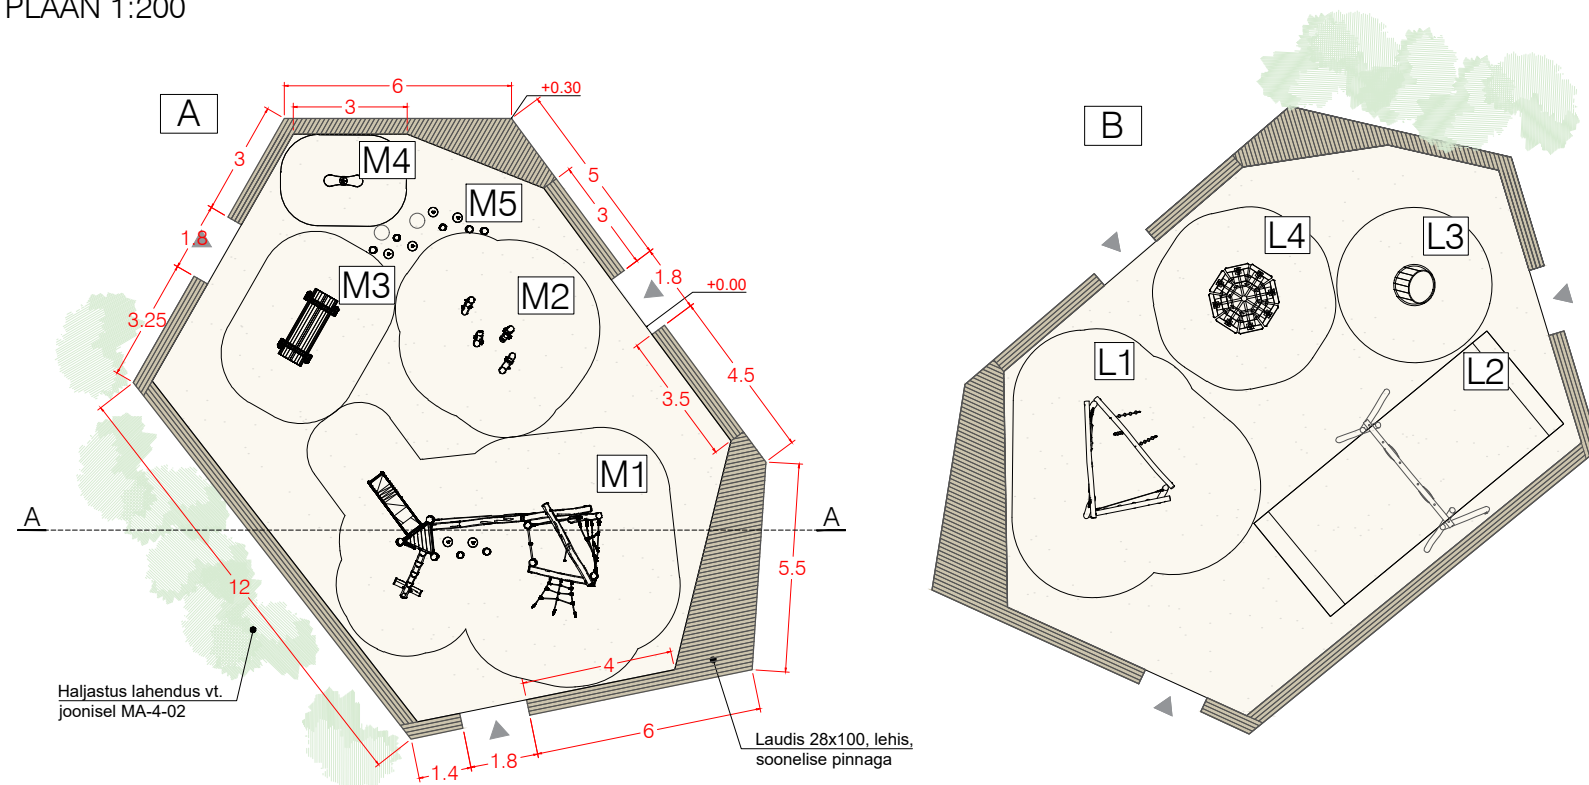 PLAAN 1:200
6
+0.30
A
3
B
M4
3
5
M5
3
L4
L3
1.8
M3
M2
1.8
+0.00
3.25
L1
L2
4.5
3.5
M1
A
A
5.5
12
4
Haljastus lahendus vt.
joonisel MA-4-02
6
Laudis 28x100, lehis,
soonelise pinnaga
1.8
1.4